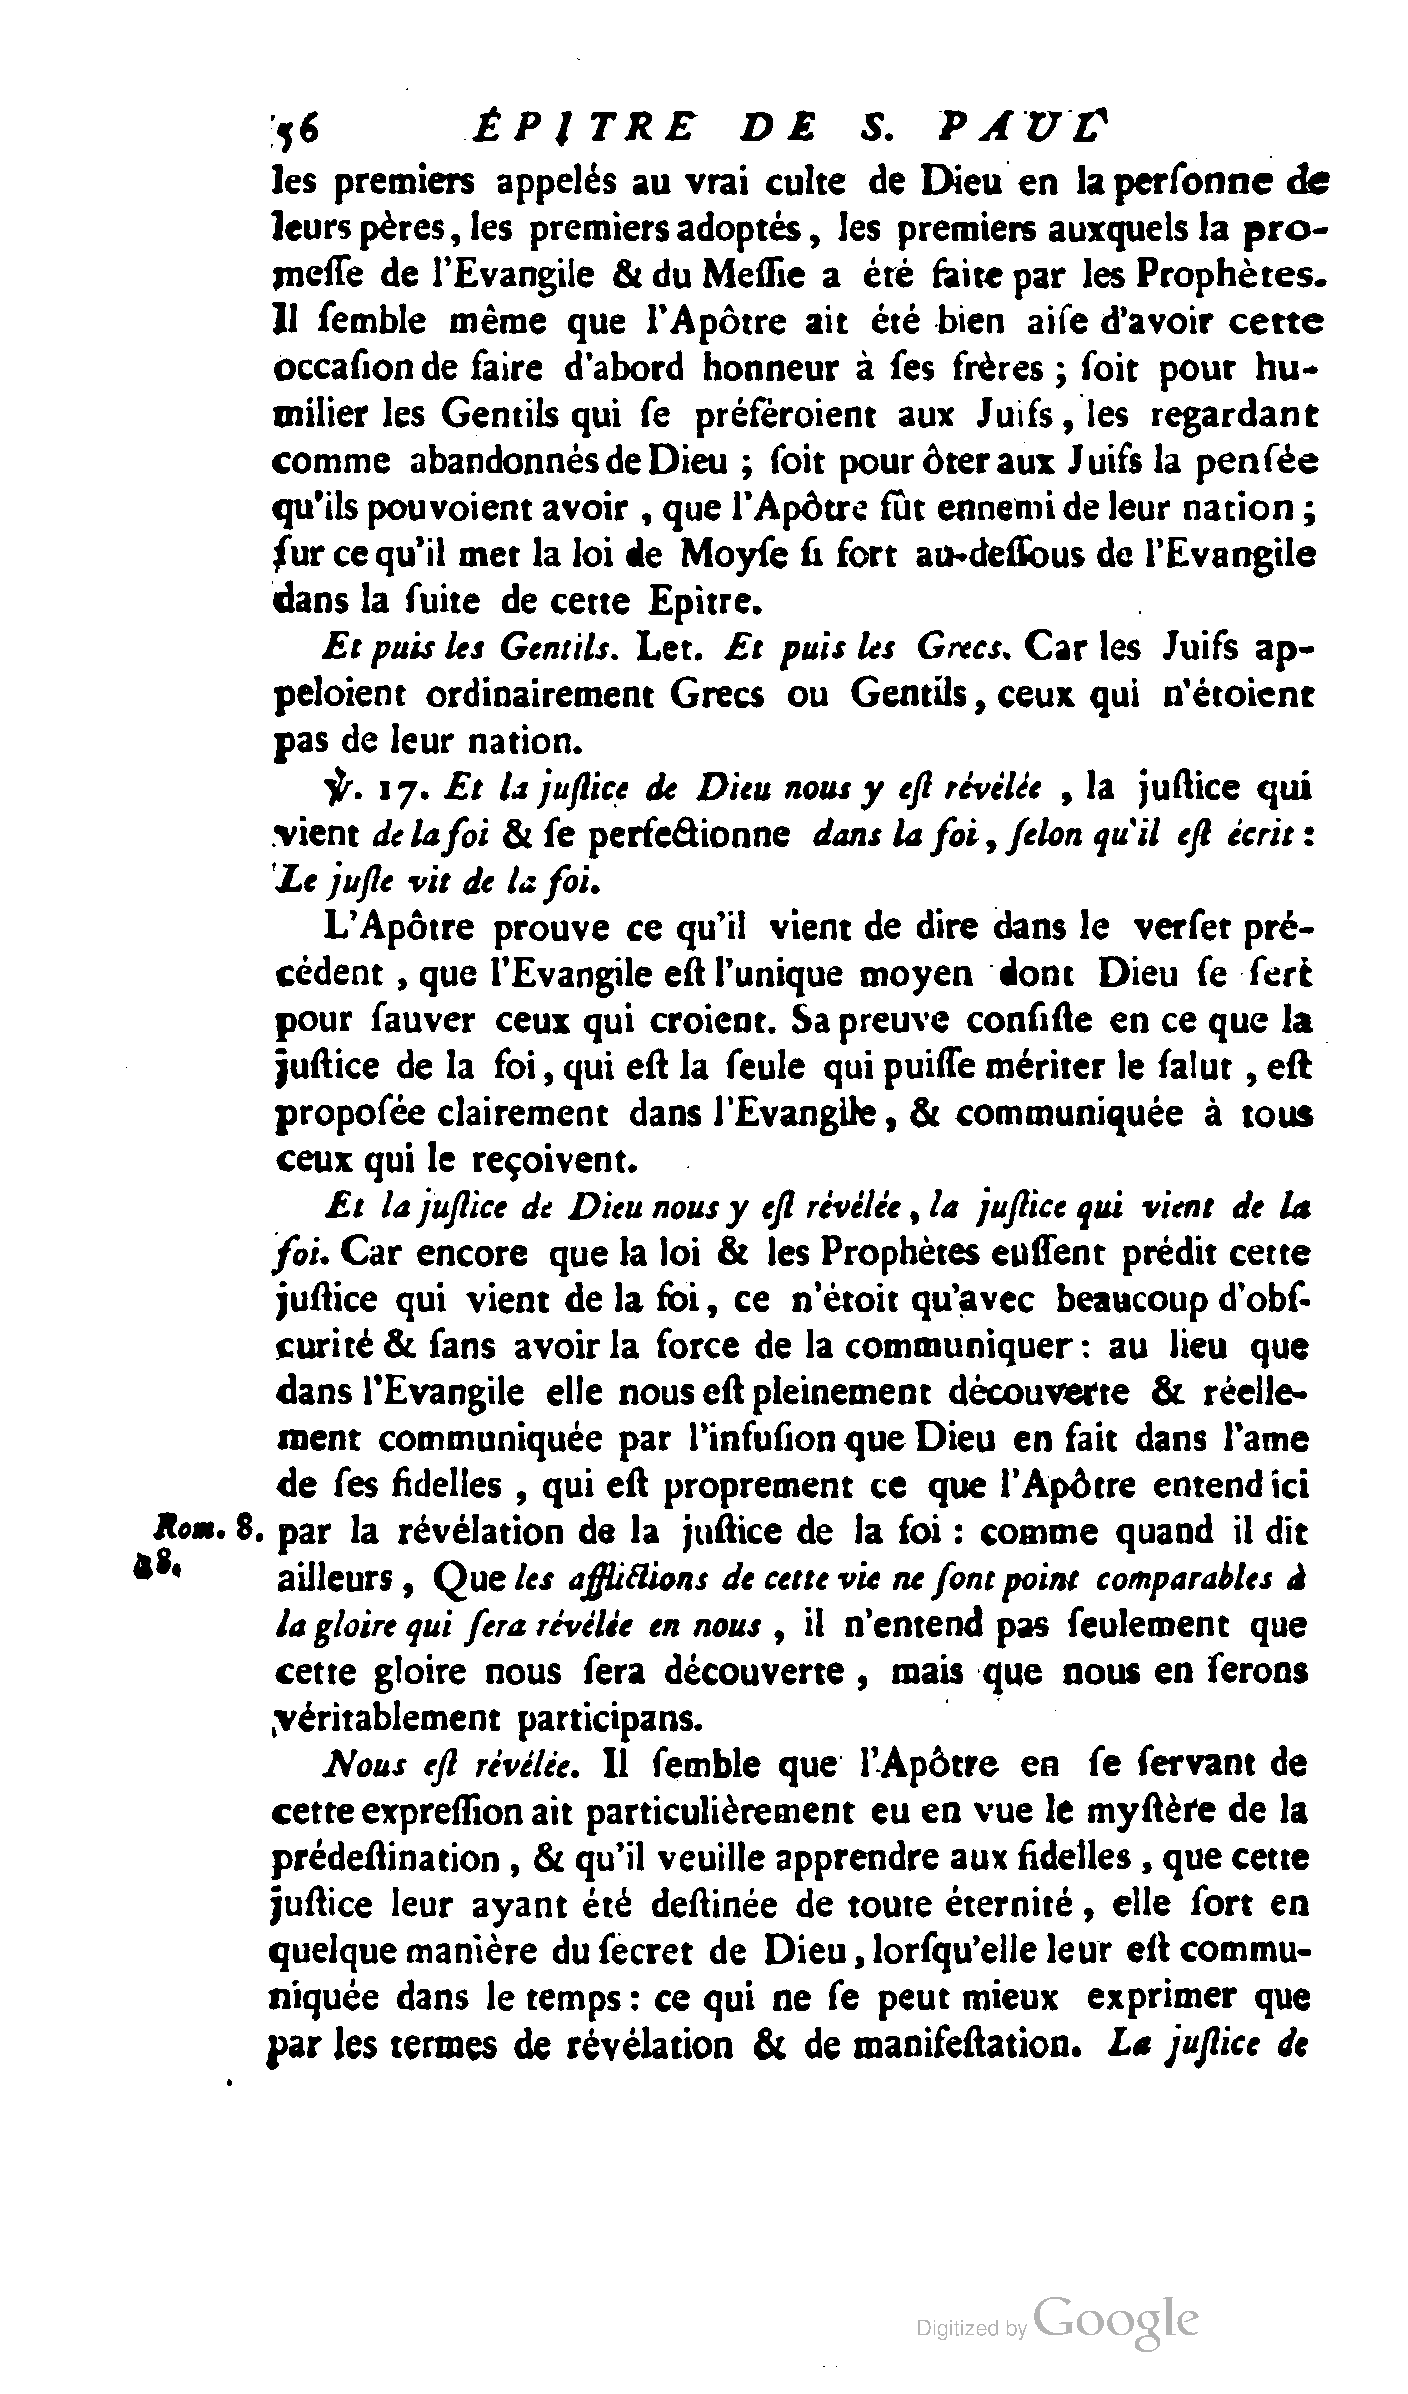 56 ÉPITRE DE S. PAUL
les premiers appelés au vrai culte de Dieu en la perſonne de
leurs pères, les premiers adoptés, les premiers auxquels la pro-
meſſe de l'Evangile & du Meſſie a été faite par les Prophètes.
Il ſemble même que l'Apôtre ait été bien aiſe d'avoir cette
occaſion de faire d'abord honneur à ſes frères ; ſoit pour hu-
milier les Gentils qui ſe préféroient aux Juifs, les regardant
comme abandonnés de Dieu ; ſoit pour ôter aux Juifs la penſée
qu'ils pouvoient avoir, que l'Apôtre fût ennemi de leur nation ;
ſur ce qu'il met la loi de Moyſe ſi fort au-deſſous de l'Evangile
dans la ſuite de cette Epitre.
Et puis les Gentils. Let. Et puis les Grecs. Car les Juifs ap-
peloient ordinairement Grecs ou Gentils, ceux qui n'étoient
pas de leur nation.
℣. 17. Et la juſtice de Dieu nous y eſt révélée, la juſtice qui
vient de la foi & ſe perfectionne dans la foi, ſelon qu'il eſt écrit :
Le juſte vit de la foi.
L'Apôtre prouve ce qu'il vient de dire dans le verſet pré-
cédent, que l'Evangile eſt l'unique moyen dont Dieu ſe ſert
pour ſauver ceux qui croient. Sa preuve conſiſte en ce que la
juſtice de la foi, qui eſt la ſeule qui puiſſe mériter le ſalut, eſt
propoſée clairement dans l'Evangile, & communiquée à tous
ceux qui le reçoivent.
Et la juſtice de Dieu nous y eſt révélée, la juſtice qui vient de la
foi. Car encore que la loi & les Prophètes euſſent prédit cette
juſtice qui vient de la foi, ce n'étoit qu'avec beaucoup d'obſ-
curité & ſans avoir la force de la communiquer : au lieu que
dans l'Evangile elle nous eſt pleinement découverte & réelle-
ment communiquée par l'infuſion que Dieu en fait dans l'ame
de ſes fidelles, qui eſt proprement ce que l'Apôtre entend ici
Rom. 8. par la révélation de la juſtice de la foi : comme quand il dit
18. ailleurs, Que les afflictions de cette vie ne ſont point comparables à
la gloire qui ſera révélée en nous, il n'entend pas ſeulement que
cette gloire nous ſera découverte, mais que nous en ſerons
véritablement participans.
Nous eſt révélée. Il ſemble que l'Apôtre en ſe ſervant de
cette expreſſion ait particulièrement eu en vue le myſtère de la
prédeſtination, & qu'il veuille apprendre aux fidelles, que cette
juſtice leur ayant été deſtinée de toute éternité, elle ſort en
quelque manière du ſecret de Dieu, lorſqu'elle leur eſt commu-
niquée dans le temps : ce qui ne ſe peut mieux exprimer que
par les termes de révélation & de manifeſtation. La juſtice de
Digitized by Google